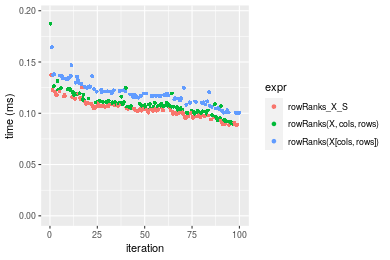 0.20
0.15
0.10
0.05
0.00
time (ms)
0
25
50
75
100
iteration
expr
rowRanks_X_S
rowRanks(X, cols, rows)
rowRanks(X[cols, rows])